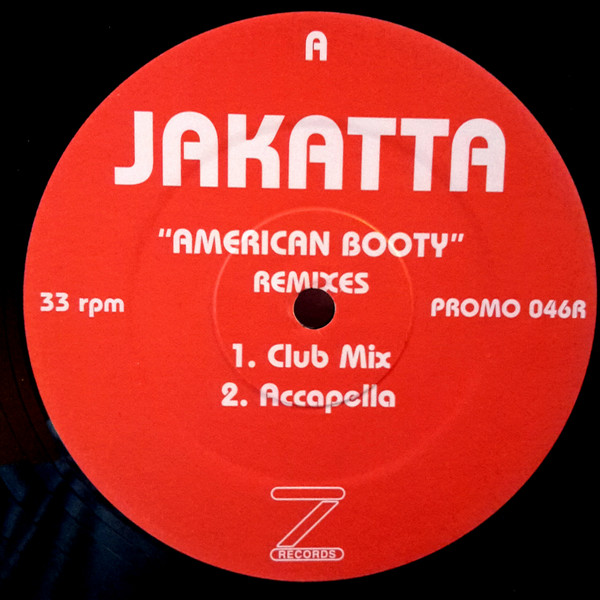 A
JAKATTA
“AMERICAN BOOTY”
REMIXES
33 rpm
PROMO 046R
1. Club Mix
2. Accapella
Z
RECORDS